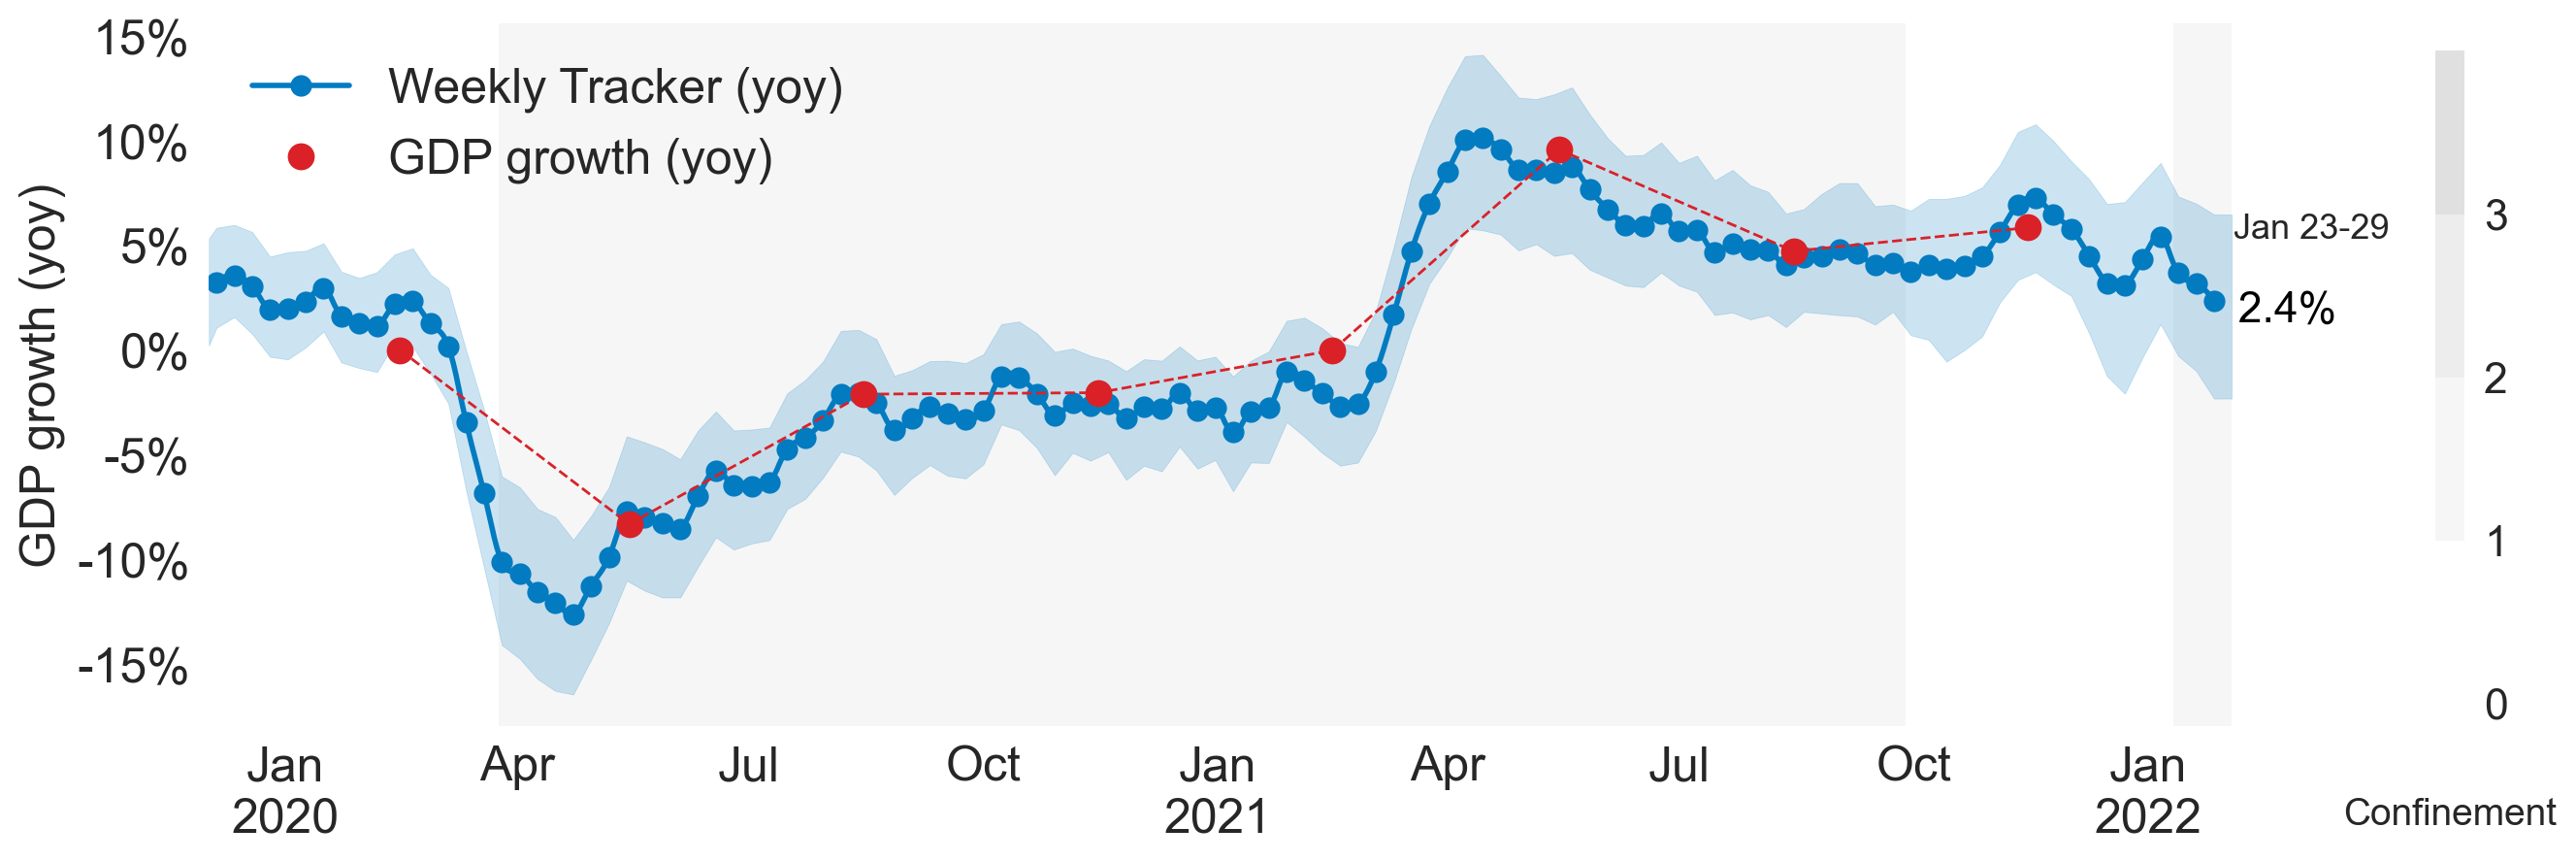 15%
10%
5%
0%
-5%
-10%
-15%
GDP growth (yoy)
Weekly Tracker (yoy)
GDP growth (yoy)
Jan 23-29
2.4%
3
2
1
0
Confinement
Jan Apr Jul Oct Jan Apr Jul Oct Jan
2020 2021 2022